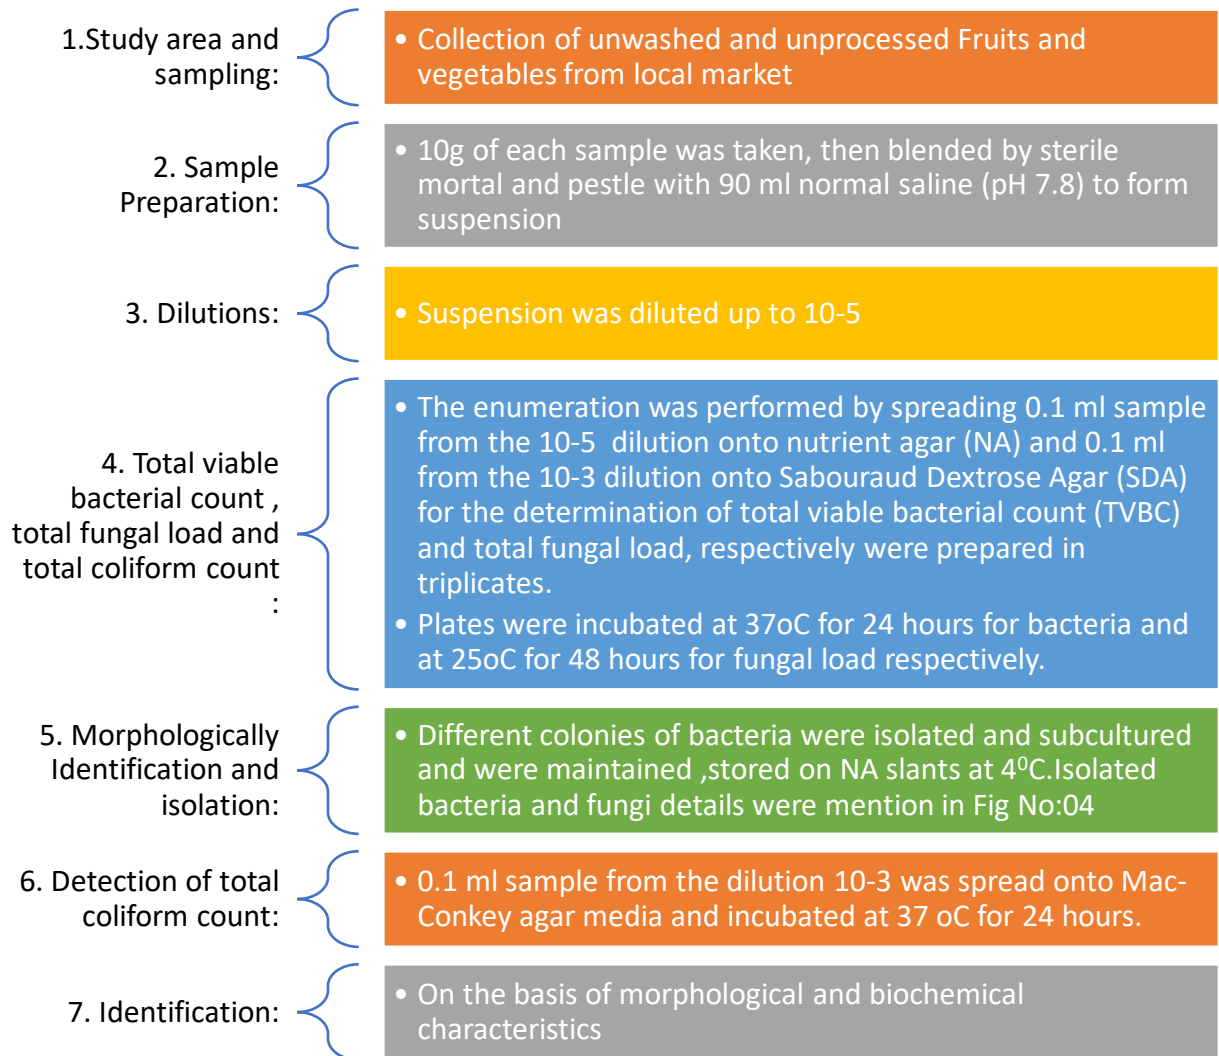 1.Study area and
sampling:
• Collection of unwashed and unprocessed Fruits and
vegetables from local market
2. Sample
Preparation:
• 10g of each sample was taken, then blended by sterile
mortal and pestle with 90 ml normal saline (pH 7.8) to form
suspension
3. Dilutions:
• Suspension was diluted up to 10-5
4. Total viable
bacterial count ,
total fungal load and
total coliform count
:
• The enumeration was performed by spreading 0.1 ml sample
from the 10-5  dilution onto nutrient agar (NA) and 0.1 ml
from the 10-3 dilution onto Sabouraud Dextrose Agar (SDA)
for the determination of total viable bacterial count (TVBC)
and total fungal load, respectively were prepared in
triplicates.
• Plates were incubated at 37oC for 24 hours for bacteria and
at 25oC for 48 hours for fungal load respectively.
5. Morphologically
Identification and
isolation:
• Different colonies of bacteria were isolated and subcultured
and were maintained ,stored on NA slants at 4⁰C.Isolated
bacteria and fungi details were mention in Fig No:04
6. Detection of total
coliform count:
• 0.1 ml sample from the dilution 10-3 was spread onto Mac-
Conkey agar media and incubated at 37 oC for 24 hours.
7. Identification:
• On the basis of morphological and biochemical
characteristics